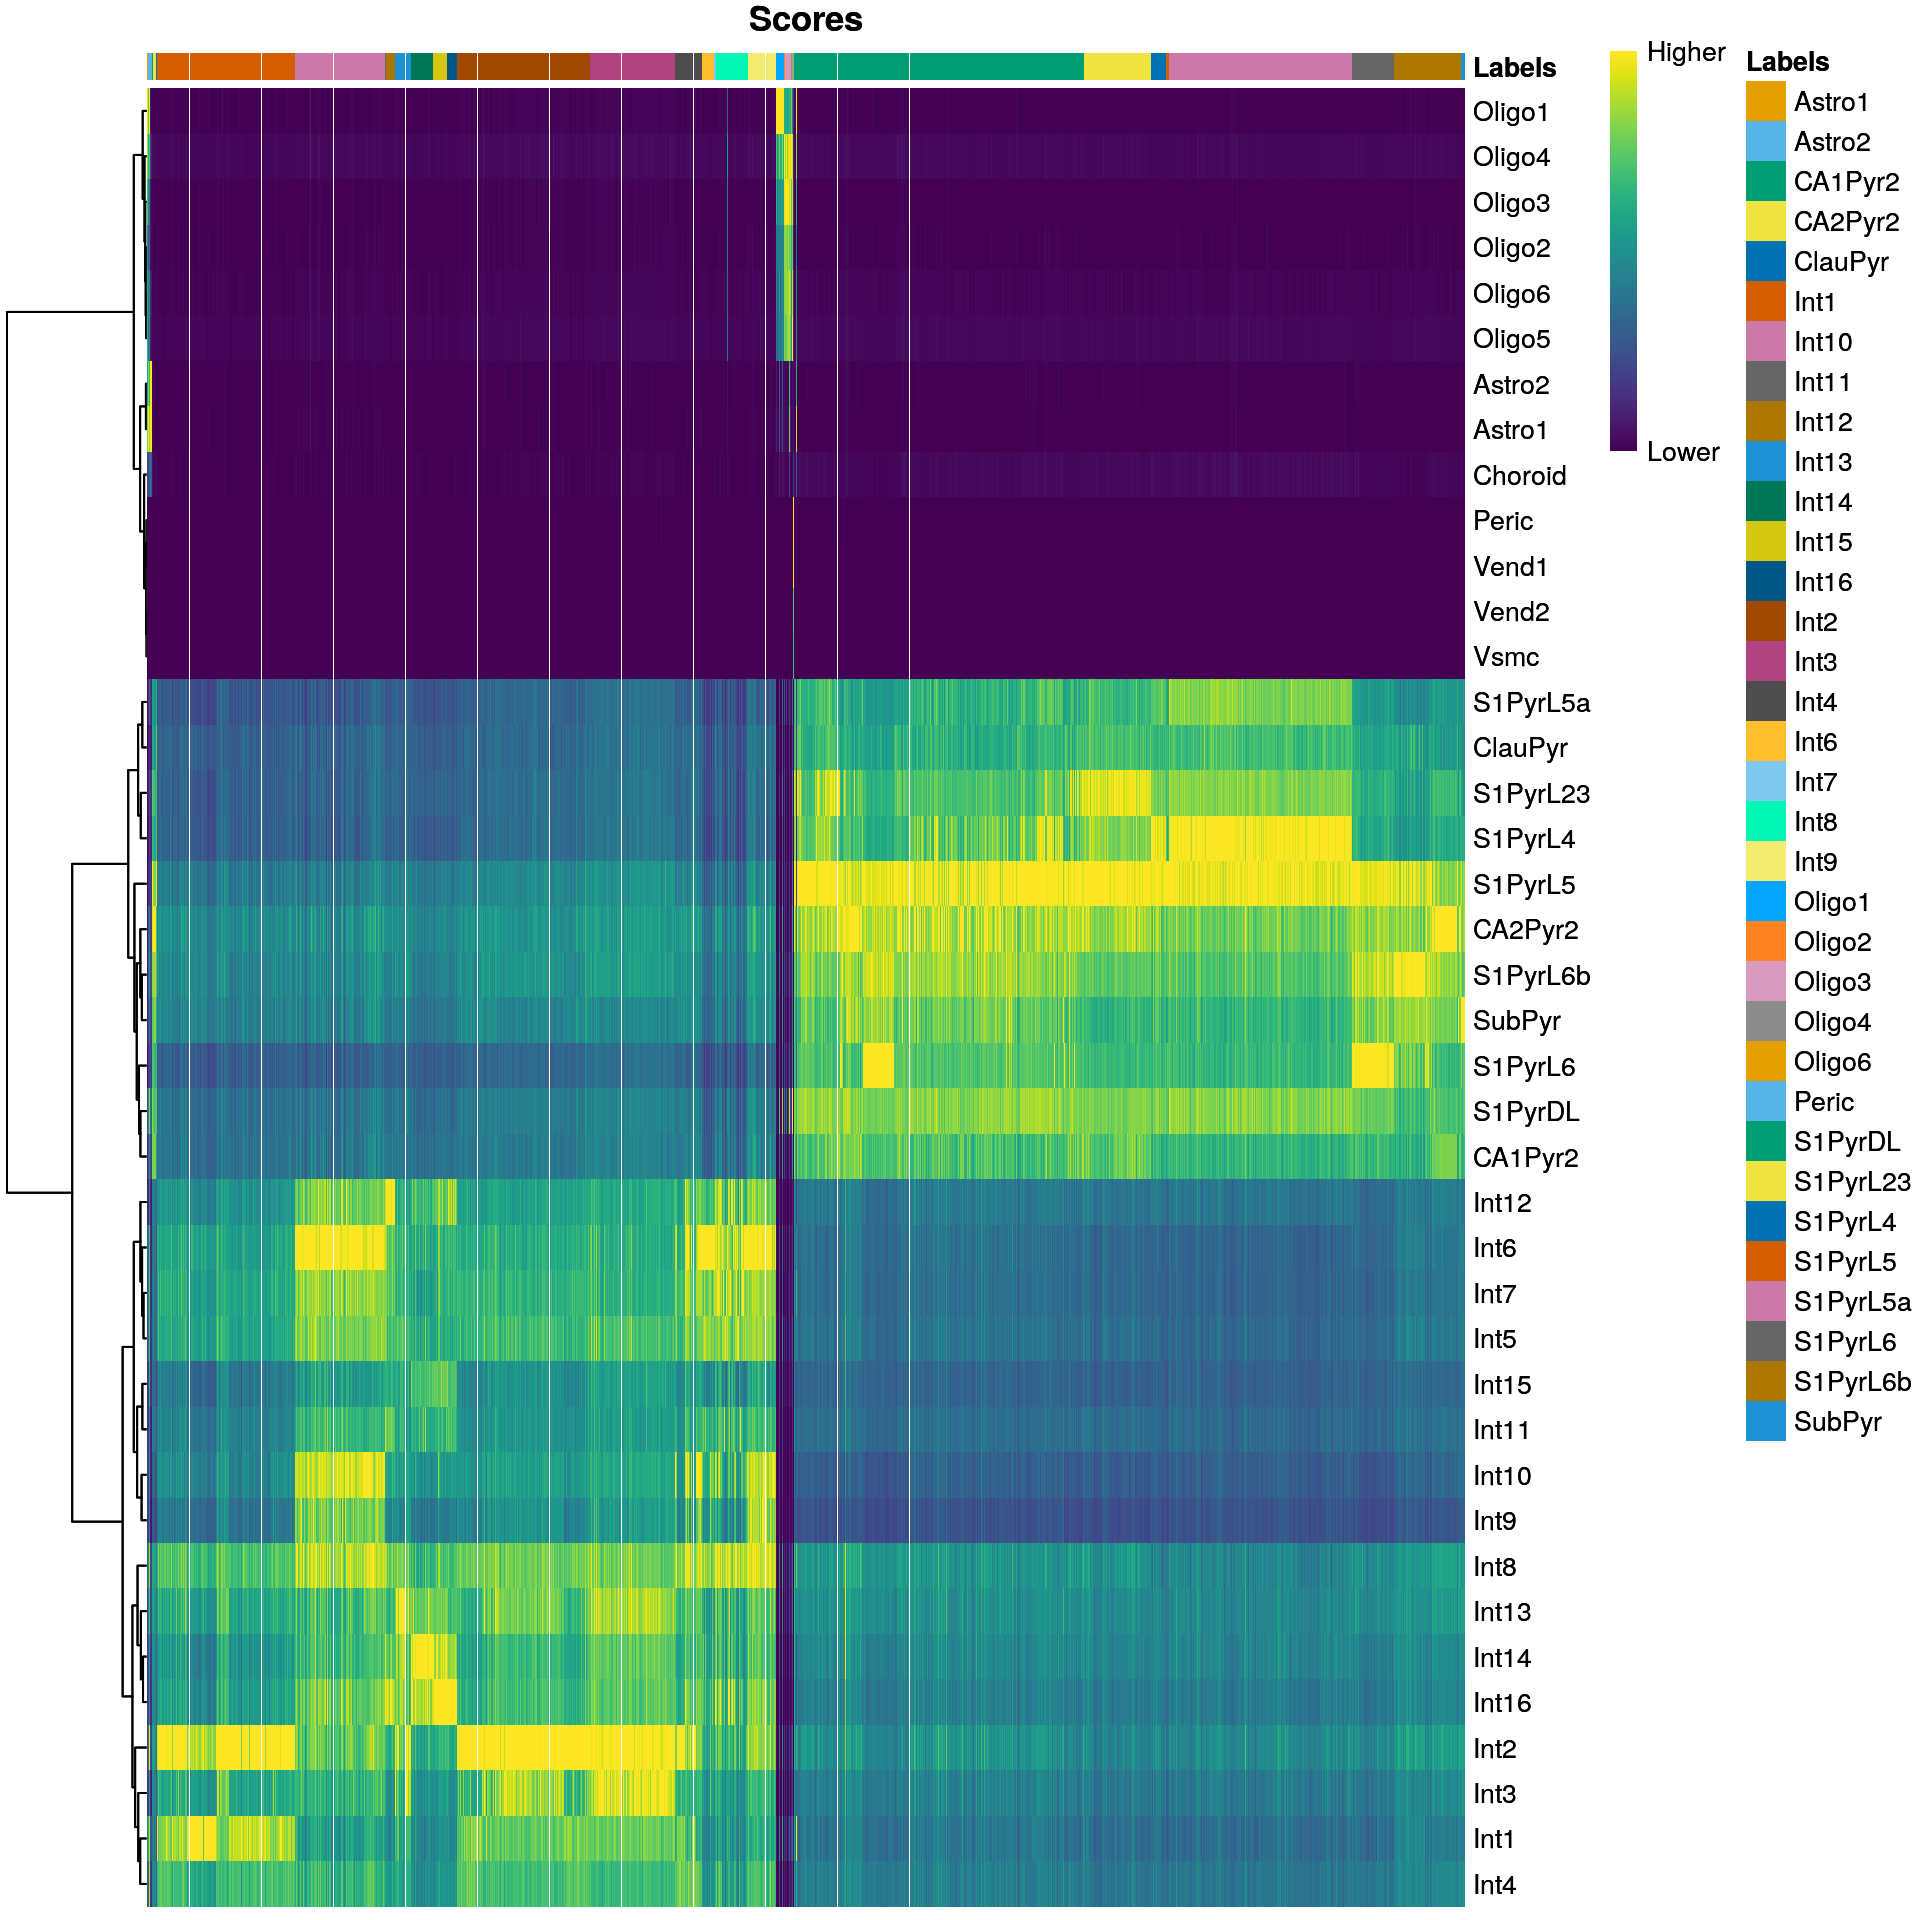 Scores
Labels
Oligo1
Oligo4
Oligo3
Oligo2
Oligo6
Oligo5
Astro2
Astro1
Choroid
Peric
Vend1
Vend2
Vsmc
S1PyrL5a
ClauPyr
S1PyrL23
S1PyrL4
S1PyrL5
CA2Pyr2
S1PyrL6b
SubPyr
S1PyrL6
S1PyrDL
CA1Pyr2
Int12
Int6
Int7
Int5
Int15
Int11
Int10
Int9
Int8
Int13
Int14
Int16
Int2
Int3
Int1
Int4
Higher
Lower
Labels
Astro1
Astro2
CA1Pyr2
CA2Pyr2
ClauPyr
Int1
Int10
Int11
Int12
Int13
Int14
Int15
Int16
Int2
Int3
Int4
Int6
Int7
Int8
Int9
Oligo1
Oligo2
Oligo3
Oligo4
Oligo6
Peric
S1PyrDL
S1PyrL23
S1PyrL4
S1PyrL5
S1PyrL5a
S1PyrL6
S1PyrL6b
SubPyr